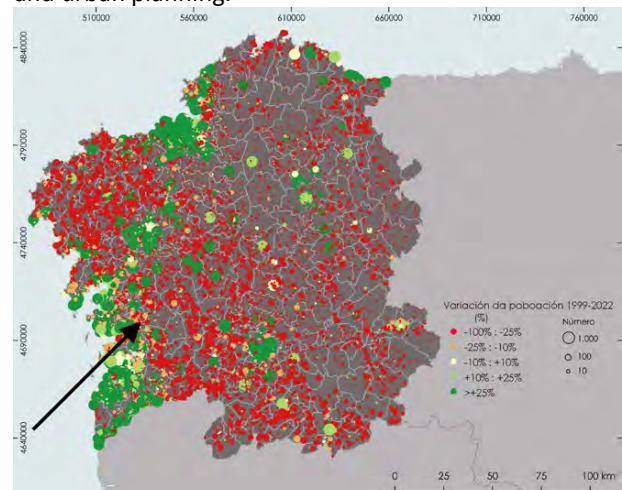 and urban planning.
510000 560000 610000 660000 710000 760000
4840000
4790000
4740000
4690000
4640000
Variación da poboación 1999-2022
(%)
-100% : -25%
-25% : -10%
-10% : +10%
+10% : +25%
>+25%
Número
1.000
100
10
0 25 50 75 100 km